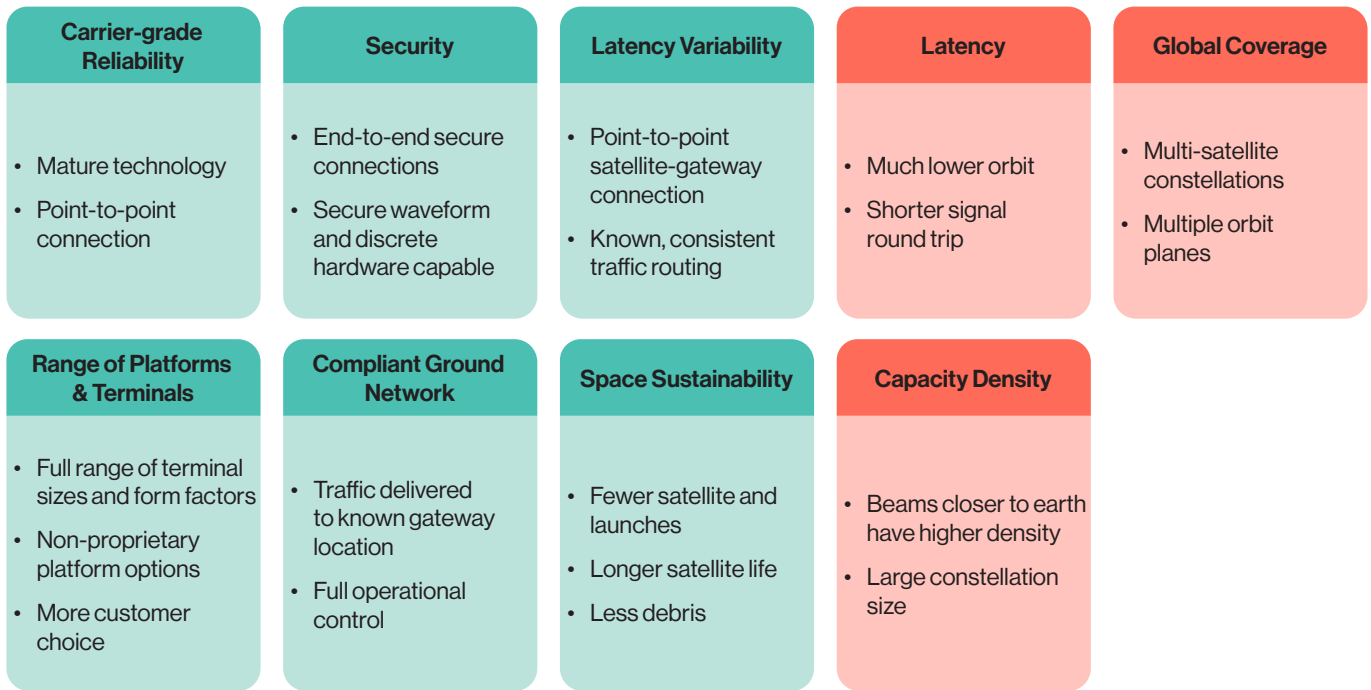 Carrier-grade
Reliability
• Mature technology
• Point-to-point
connection
Security
• End-to-end secure
connections
• Secure waveform
and discrete
hardware capable
Latency Variability
• Point-to-point
satellite-gateway
connection
• Known, consistent
traffic routing
Latency
• Much lower orbit
• Shorter signal
round trip
Global Coverage
• Multi-satellite
constellations
• Multiple orbit
planes
Range of Platforms
& Terminals
• Full range of terminal
sizes and form factors
• Non-proprietary
platform options
• More customer
choice
Compliant Ground
Network
• Traffic delivered
to known gateway
location
• Full operational
control
Space Sustainability
• Fewer satellite and
launches
• Longer satellite life
• Less debris
Capacity Density
• Beams closer to earth
have higher density
• Large constellation
size